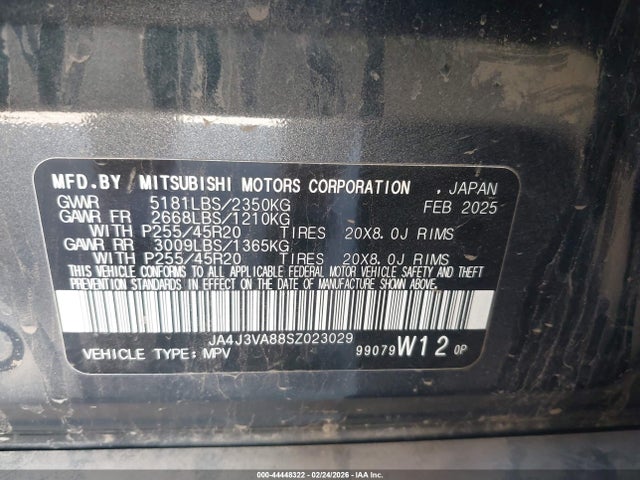 MFD.BY MITSUBISHI MOTORS CORPORATION , JAPAN
GVWR 5181LBS/2350KG FEB 2025
GAWR FR 2668LBS/1210KG
WITH P255/45R20 TIRES 20X8.0J RIMS
GAWR RR 3009LBS/1365KG
WITH P255/45R20 TIRES 20X8.0J RIMS
THIS VEHICLE CONFORMS TO ALL APPLICABLE FEDERAL MOTOR VEHICLE SAFETY AND THEFT
PREVENTION STANDARDS IN EFFECT ON THE DATE OF MANUFACTURE SHOWN ABOVE.
JA4J3VA88SZ023029
VEHICLE TYPE:MPV 99079W12 0P
000-44448322 - 02/24/2026 - IAAI, Inc.